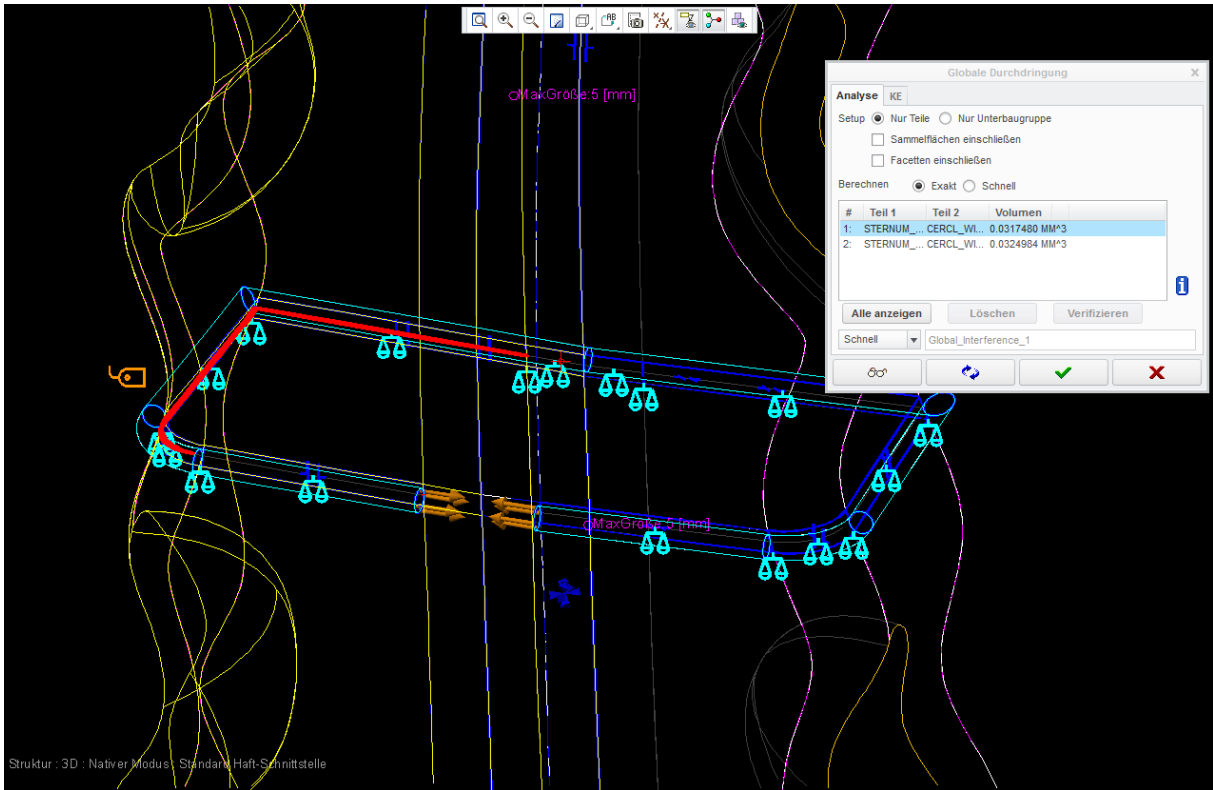 AB
MaxGröße:5 [mm]
Globale Durchdringung
Analyse KE
Setup Nur Teile Nur Unterbaugruppe
Sammelflächen einschließen
Facetten einschließen
Berechnen Exakt Schnell
# Teil 1 Teil 2 Volumen
1: STERNUM_... CERCL_WI... 0.0317480 MM^3
2: STERNUM_... CERCL_WI... 0.0324984 MM^3
Alle anzeigen Löschen Verifizieren
Schnell Global_Interference_1
MaxGröße:5 [mm]
Struktur : 3D : Nativer Modus : Standard Haft-Schnittstelle